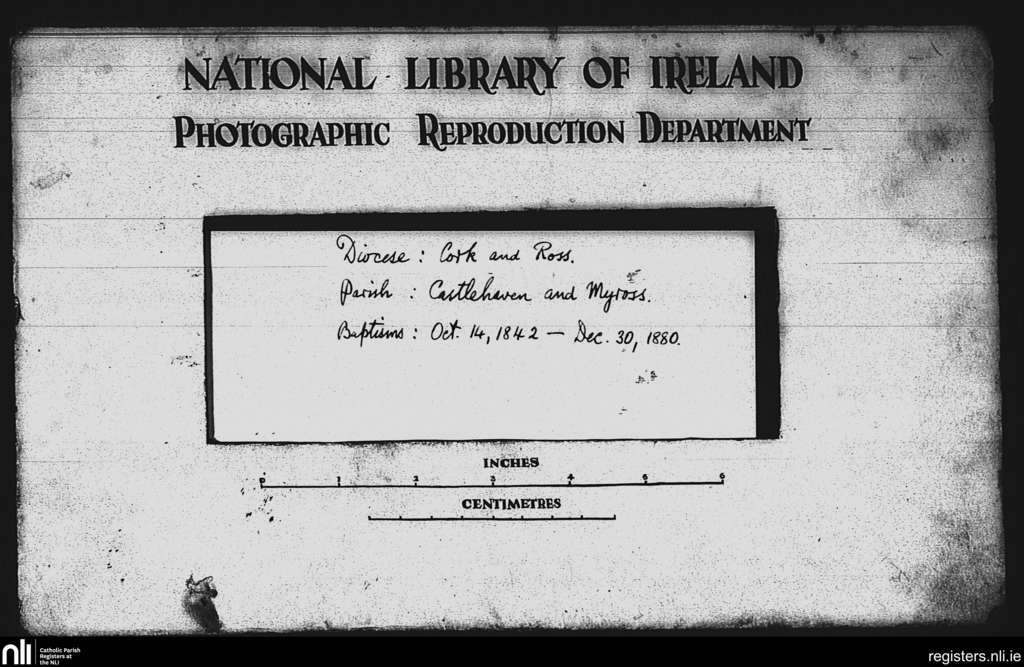 NATIONAL LIBRARY OF IRELAND
PHOTOGRAPHIC REPRODUCTION DEPARTMENT
Diocese : Cork and Ross.
Parish : Castlehaven and Myross.
Baptisms : Oct. 14, 1842 — Dec. 30, 1880.
INCHES
0 1 2 3 4 5 6
CENTIMETRES
nli Catholic Parish
Registers at
the NLI
registers.nli.ie